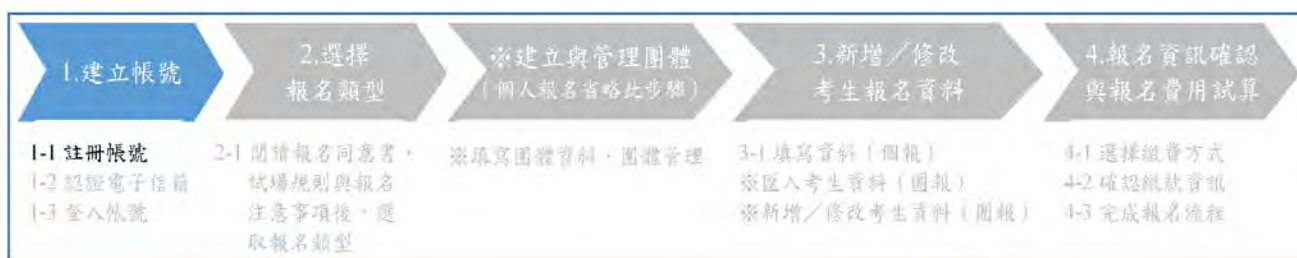 1.建立帳號
2.選擇
報名類型
※建立與管理團體
(個人報名省略此步驟)
3.新增／修改
考生報名資料
4.報名資訊確認
與報名費用試算
1-1 註冊帳號
1-2 認證電子信箱
1-3 登入帳號
2-1 閱讀報名同意書、
試場規則與報名
注意事項後，選
取報名類型
※填寫團體資料、團體管理
3-1 填寫資料（個報）
※匯入考生資料（團報）
※新增／修改考生資料（團報）
4-1 選擇繳費方式
4-2 確認繳款資訊
4-3 完成報名流程